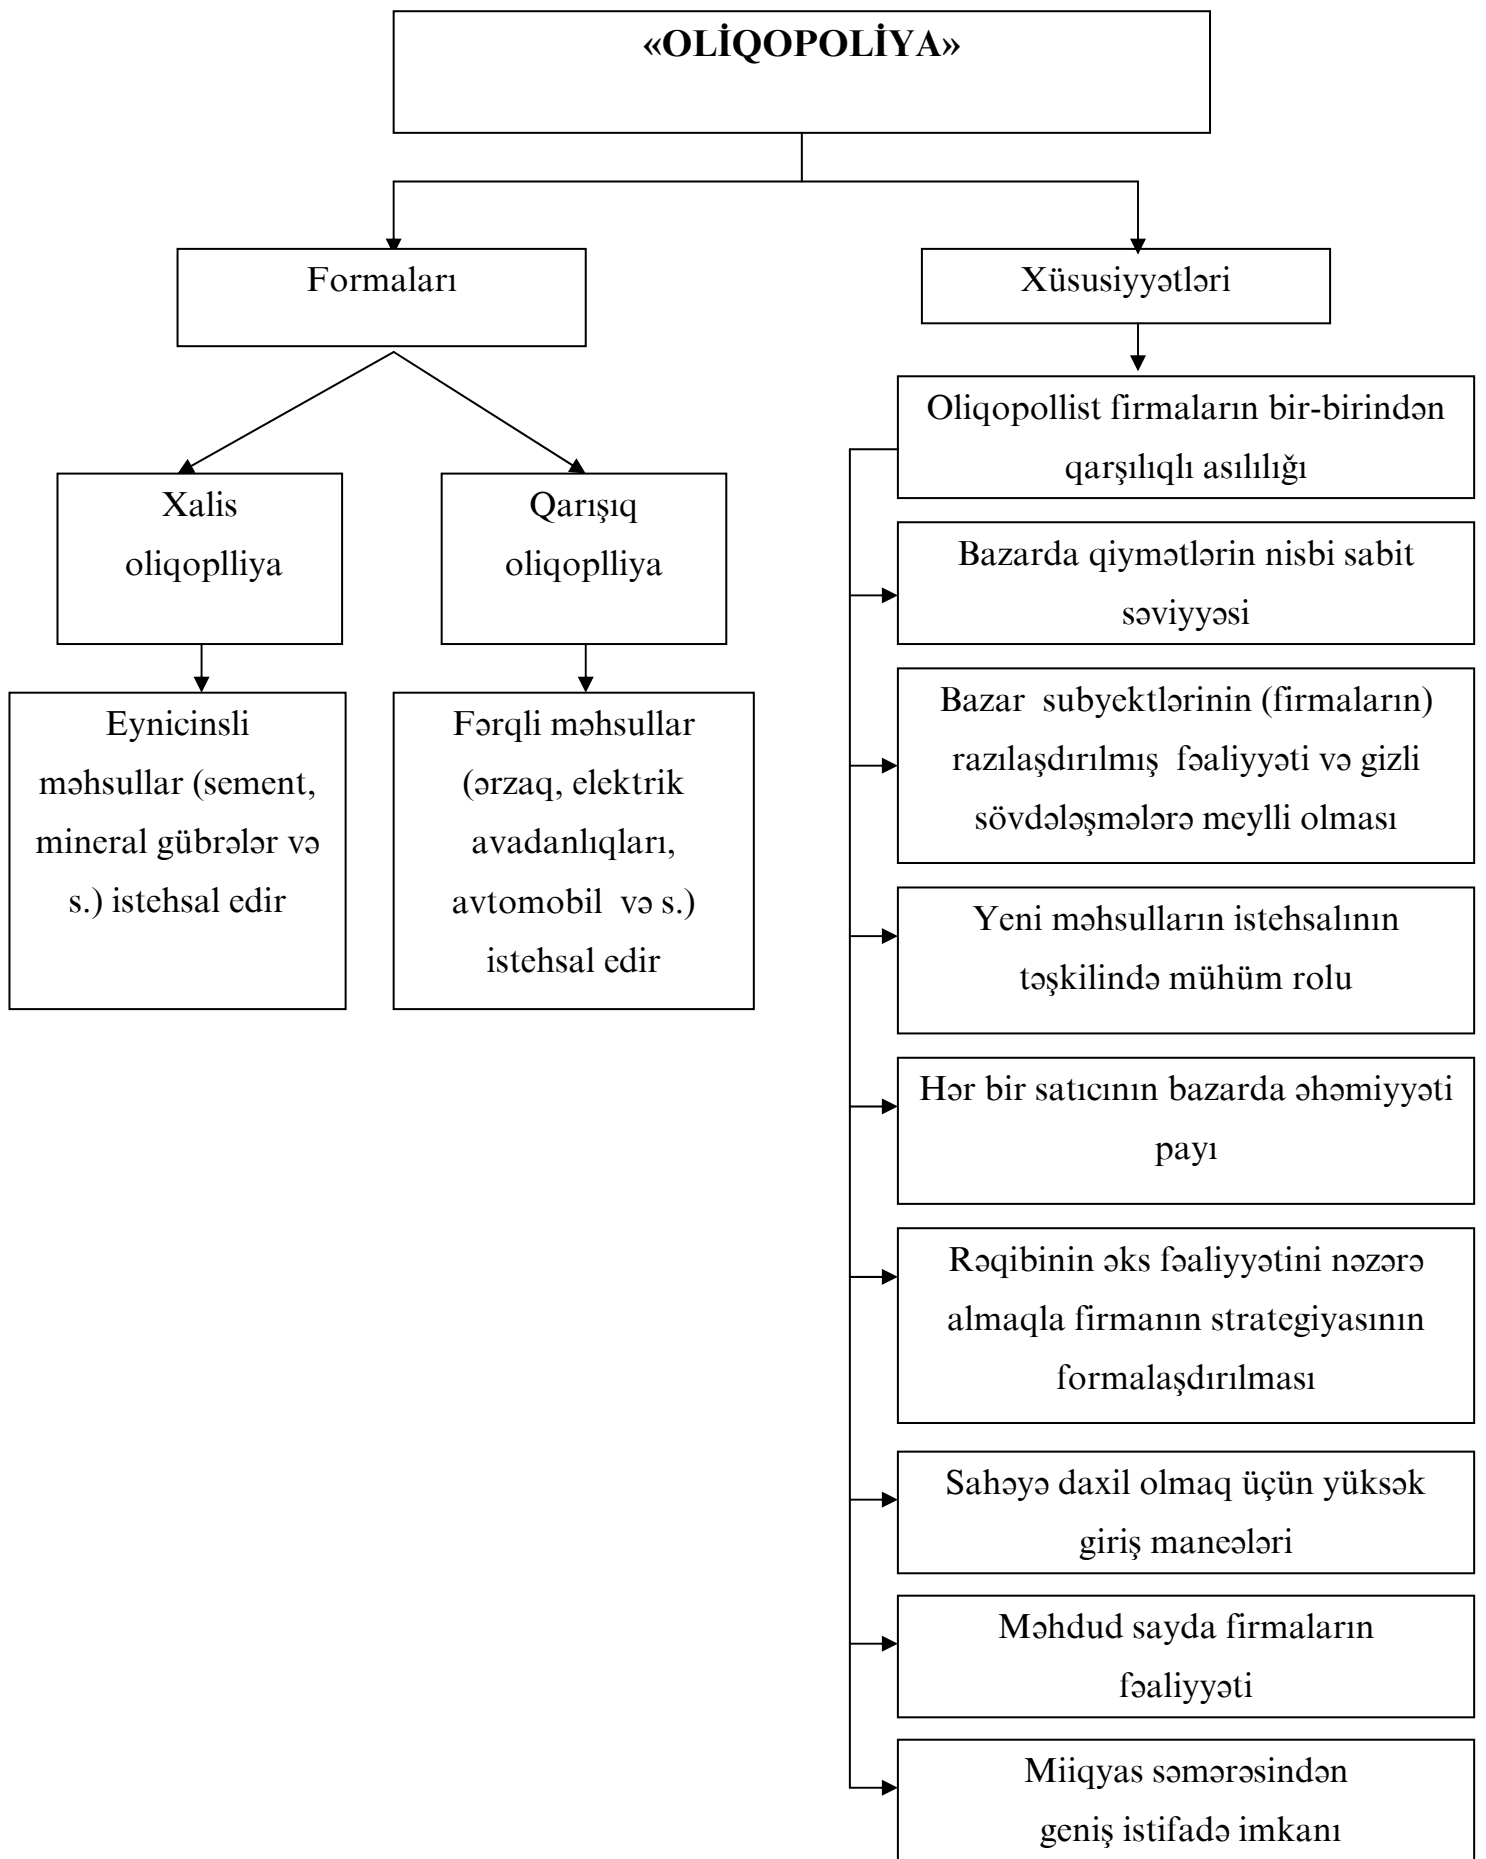 «OLİQOPOLİYA»
Formaları
Xüsusiyyətləri
Xalis
oliqoplliya
Qarışıq
oliqoplliya
Eynicinsli
məhsullar (sement,
mineral gübrələr və
s.) istehsal edir
Fərqli məhsullar
(ərzaq, elektrik
avadanlıqları,
avtomobil və s.)
istehsal edir
Oliqopollist firmaların bir-birindən
qarşılıqlı asılılığı
Bazarda qiymətlərin nisbi sabit
səviyyəsi
Bazar subyektlərinin (firmaların)
razılaşdırılmış fəaliyyəti və gizli
sövdələşmələrə meylli olması
Yeni məhsulların istehsalının
təşkilində mühüm rolu
Hər bir satıcının bazarda əhəmiyyəti
payı
Rəqibinin əks fəaliyyətini nəzərə
almaqla firmanın strategiyasının
formalaşdırılması
Sahəyə daxil olmaq üçün yüksək
giriş maneələri
Məhdud sayda firmaların
fəaliyyəti
Miiqyas səmərəsindən
geniş istifadə imkanı